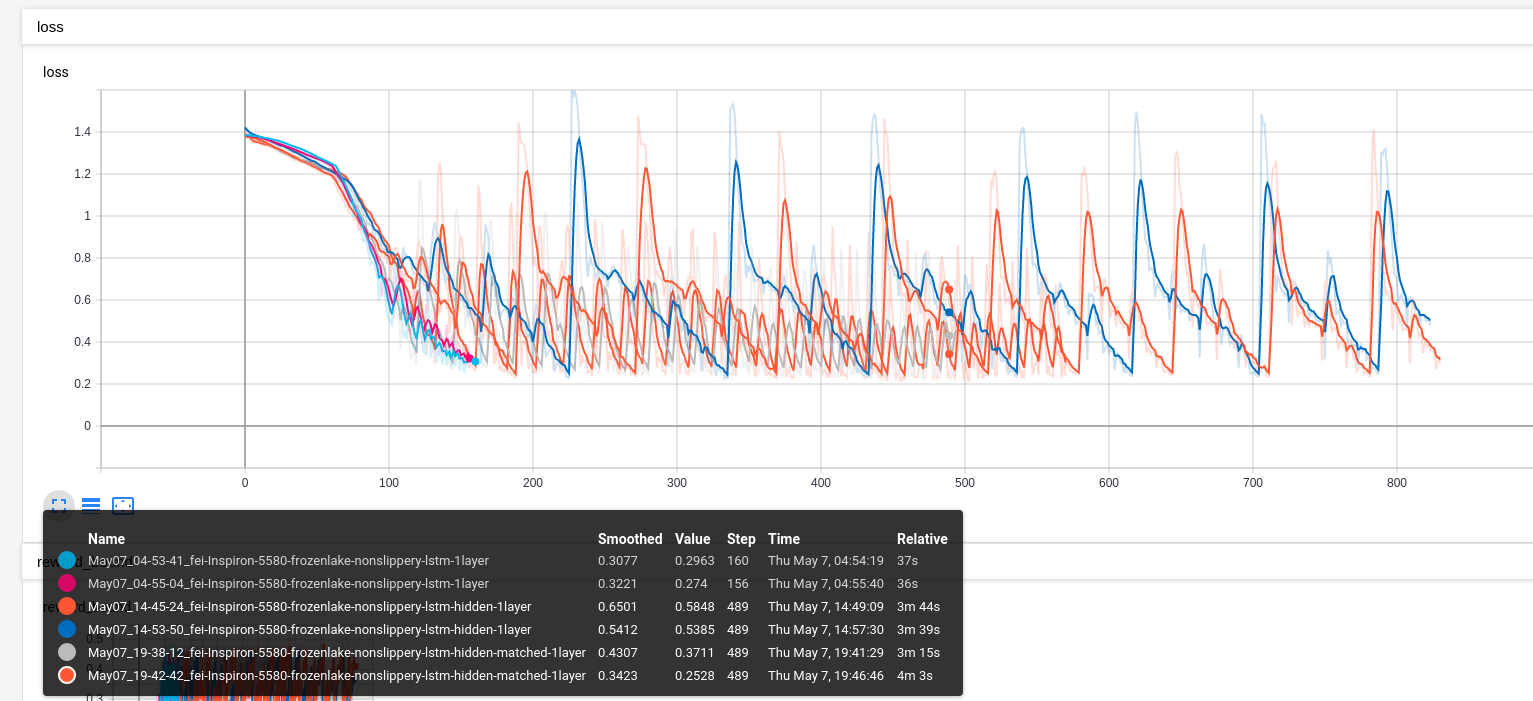 loss
loss
1.4
1.2
1
0.8
0.6
0.4
0.2
0
0 100 200 300 400 500 600 700 800
Name Smoothed Value Step Time Relative
May07_04-53-41_fei-Inspiron-5580-frozenlake-nonslippery-lstm-1layer 0.3077 0.2963 160 Thu May 7, 04:54:19 37s
May07_04-55-04_fei-Inspiron-5580-frozenlake-nonslippery-lstm-1layer 0.3221 0.274 156 Thu May 7, 04:55:40 36s
May07_14-45-24_fei-Inspiron-5580-frozenlake-nonslippery-lstm-hidden-1layer 0.6501 0.5848 489 Thu May 7, 14:49:09 3m 44s
May07_14-53-50_fei-Inspiron-5580-frozenlake-nonslippery-lstm-hidden-1layer 0.5412 0.5385 489 Thu May 7, 14:57:30 3m 39s
May07_19-38-12_fei-Inspiron-5580-frozenlake-nonslippery-lstm-hidden-matched-1layer 0.4307 0.3711 489 Thu May 7, 19:41:29 3m 15s
May07_19-42-42_fei-Inspiron-5580-frozenlake-nonslippery-lstm-hidden-matched-1layer 0.3423 0.2528 489 Thu May 7, 19:46:46 4m 3s
0.5
0.4
0.3